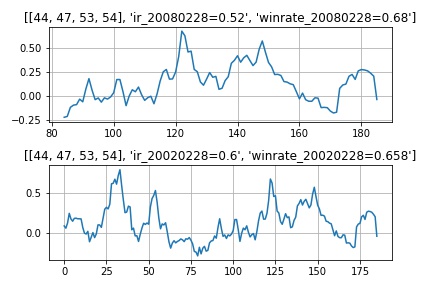 [[44, 47, 53, 54], 'ir_20080228=0.52', 'winrate_20080228=0.68']
0.50
0.25
0.00
−0.25
80 100 120 140 160 180
[[44, 47, 53, 54], 'ir_20020228=0.6', 'winrate_20020228=0.658']
0.5
0.0
0 25 50 75 100 125 150 175